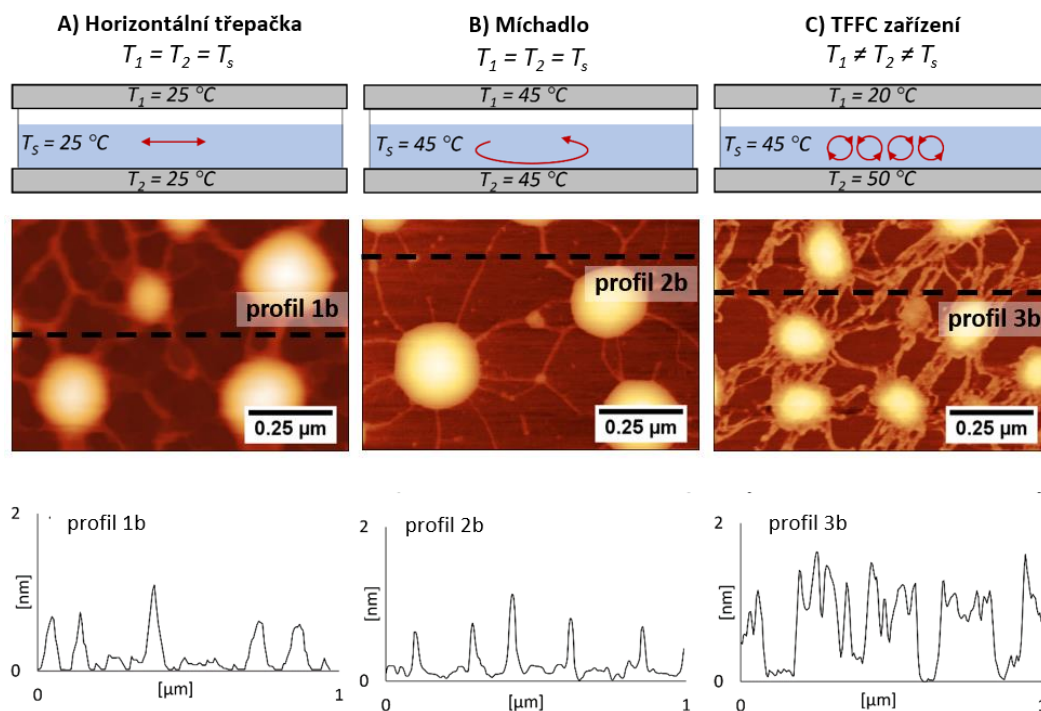 A) Horizontální třepačka
T1 = T2 = Ts
T1 = 25 °C
Ts = 25 °C
T2 = 25 °C
B) Míchadlo
T1 = T2 = Ts
T1 = 45 °C
Ts = 45 °C
T2 = 45 °C
C) TFFC zařízení
T1 ≠ T2 ≠ Ts
T1 = 20 °C
Ts = 45 °C
T2 = 50 °C
profil 1b
0.25 µm
profil 2b
0.25 µm
profil 3b
0.25 µm
profil 1b
2
[nm]
0
0
[µm]
1
profil 2b
2
[nm]
0
0
[µm]
1
profil 3b
2
[nm]
0
0
[µm]
1